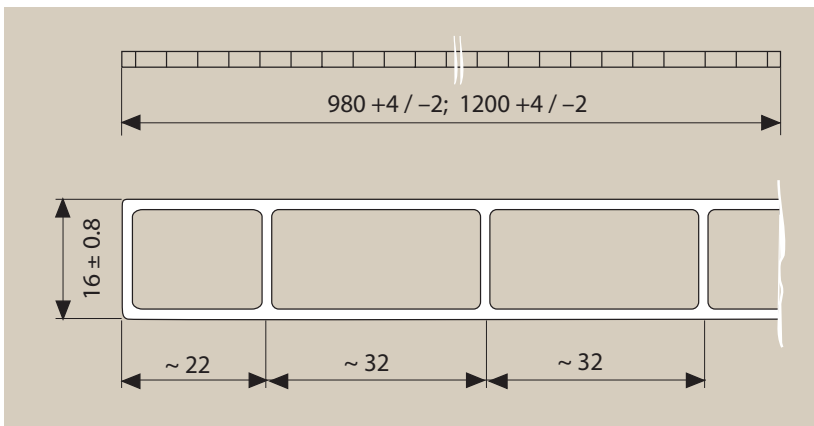 980 +4 / –2; 1200 +4 / –2
16 ± 0.8
~ 22
~ 32
~ 32